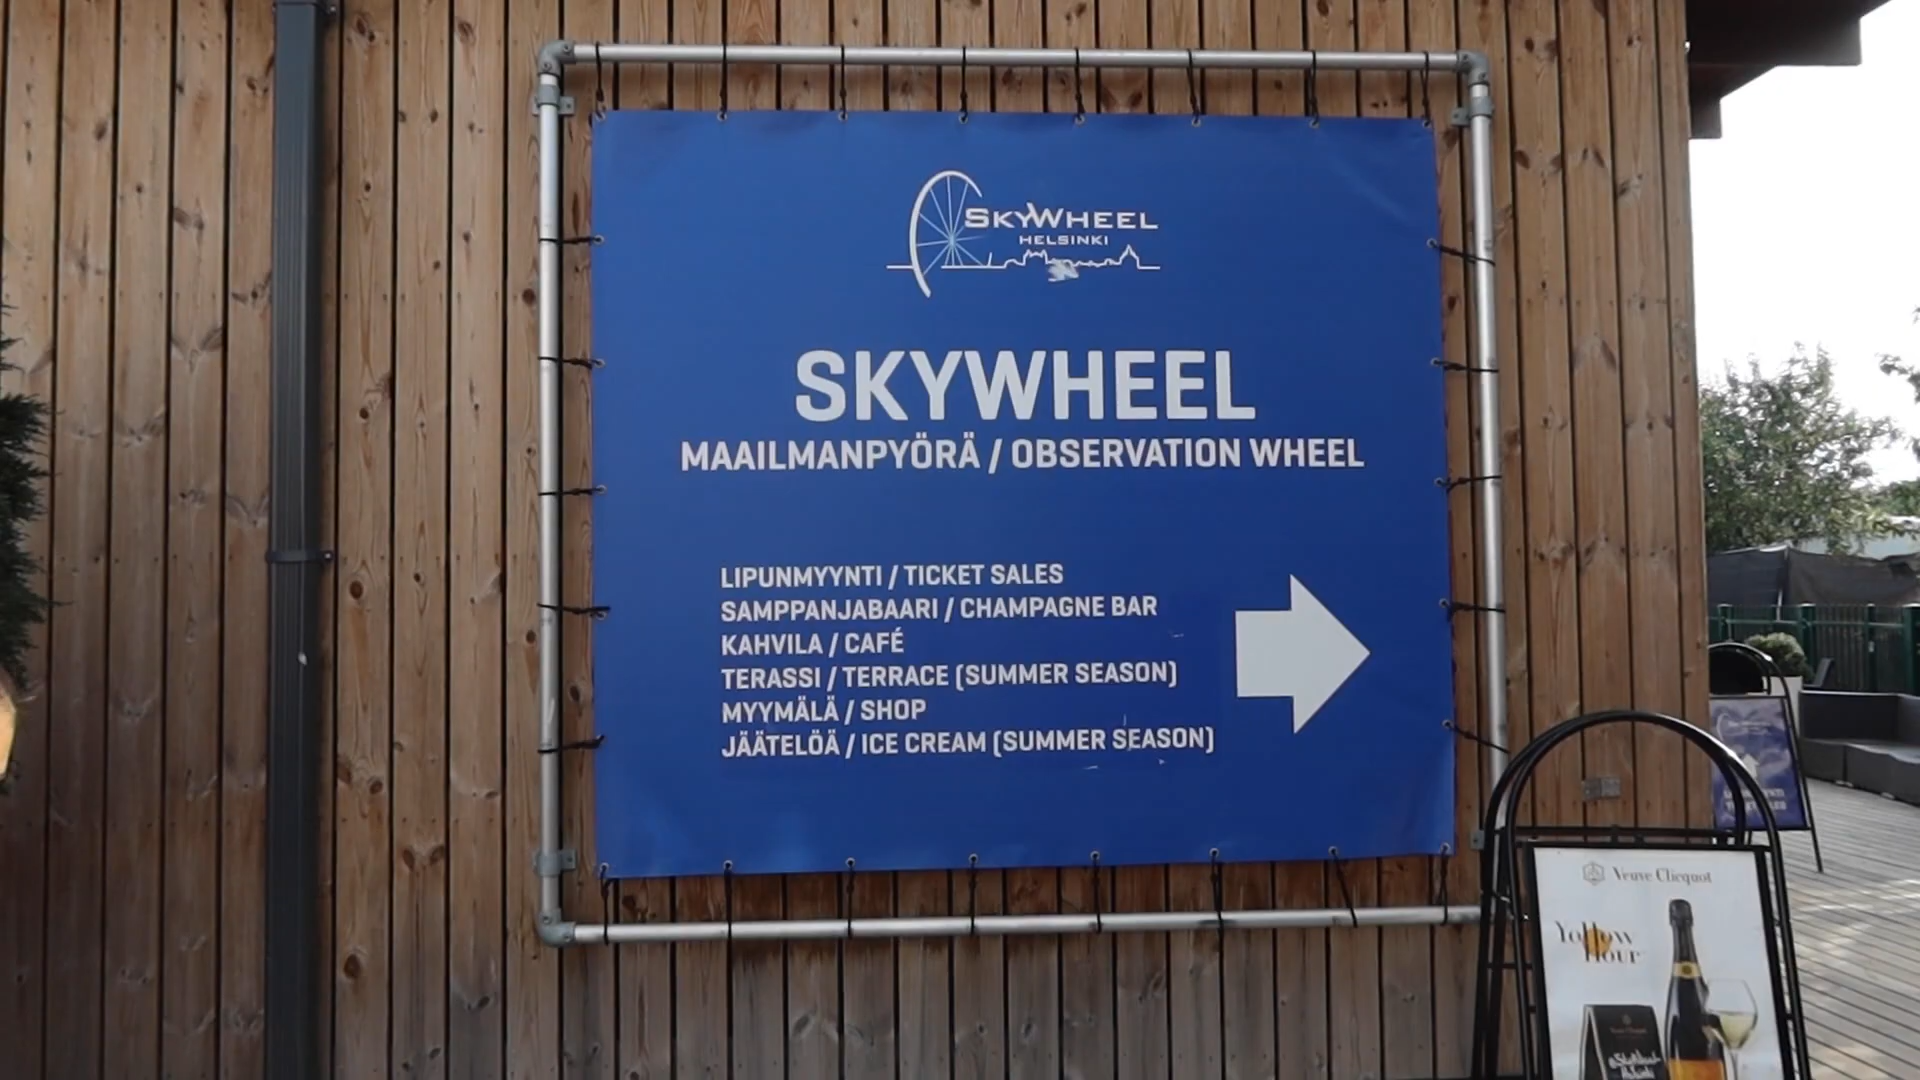 SKYWHEEL
HELSINKI
SKYWHEEL
MAAILMANPYÖRÄ / OBSERVATION WHEEL
LIPUNMYYNTI / TICKET SALES
SAMPPANJABAARI / CHAMPAGNE BAR
KAHVILA / CAFÉ
TERASSI / TERRACE (SUMMER SEASON)
MYYMÄLÄ / SHOP
JÄÄTELÖÄ / ICE CREAM (SUMMER SEASON)
Veuve Clicquot
Yellow
Hour